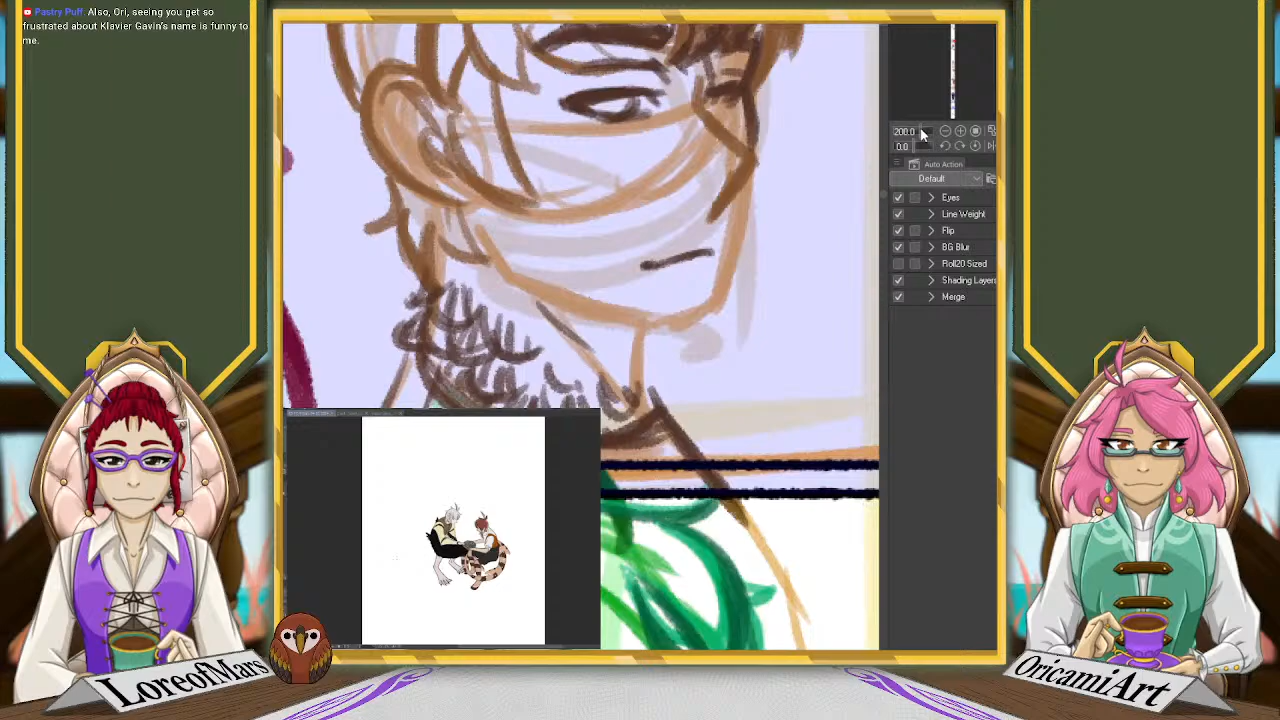 Pastry Puff Also, Ori, seeing you get so
frustrated about Klavier Gavin's name is funny to
me.
200.0
0.0
Auto Action
Default
Eyes
Line Weight
Flip
BG Blur
Roll20 Sized
Shading Layers
Merge
LoreofMars
OricamiArt